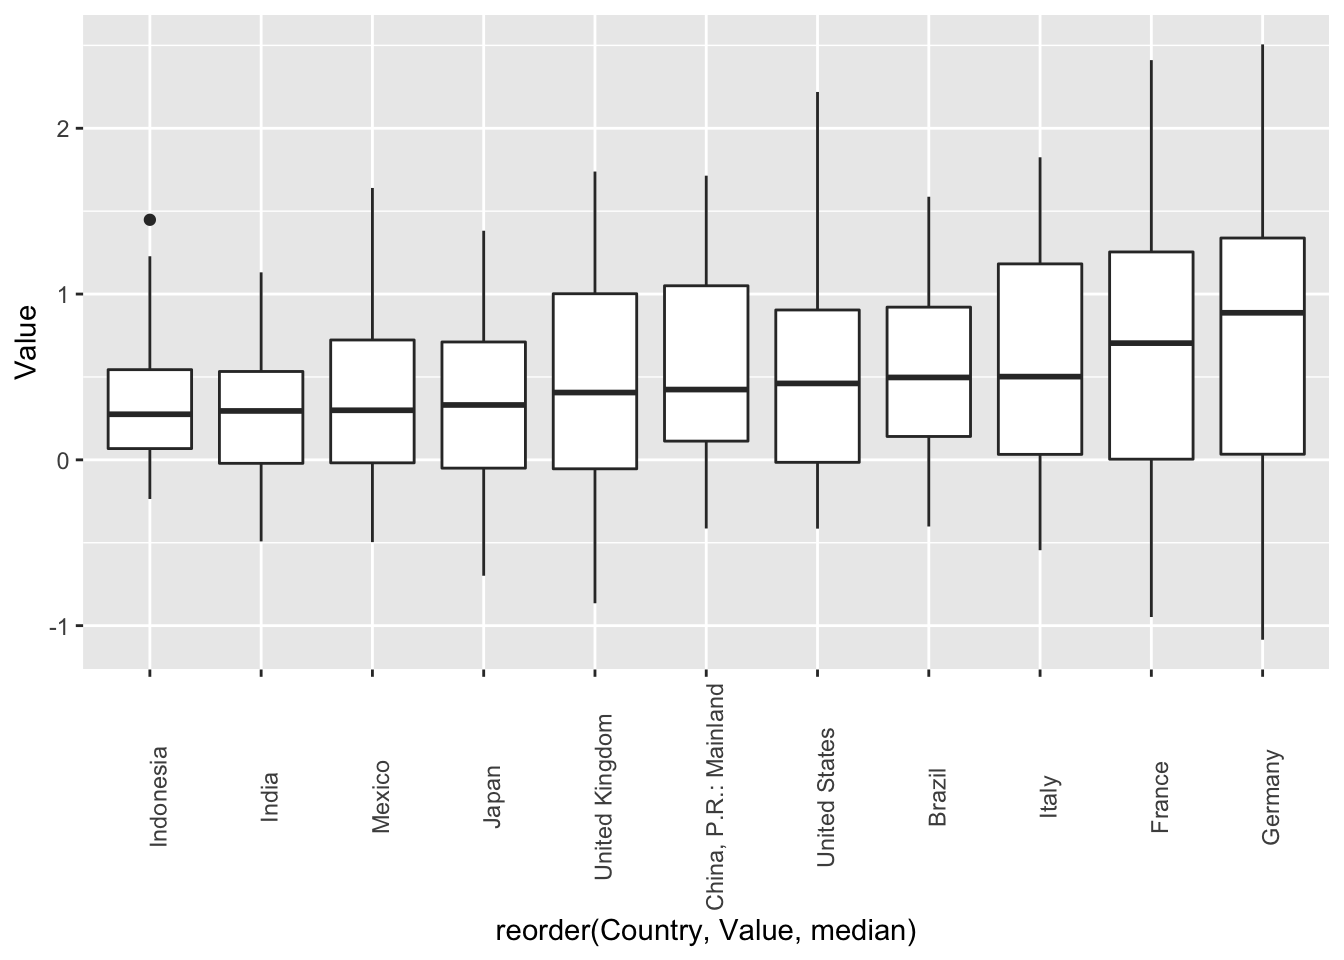 Value
2
1
0
-1
Indonesia
India
Mexico
Japan
United Kingdom
China, P.R.: Mainland
United States
Brazil
Italy
France
Germany
reorder(Country, Value, median)